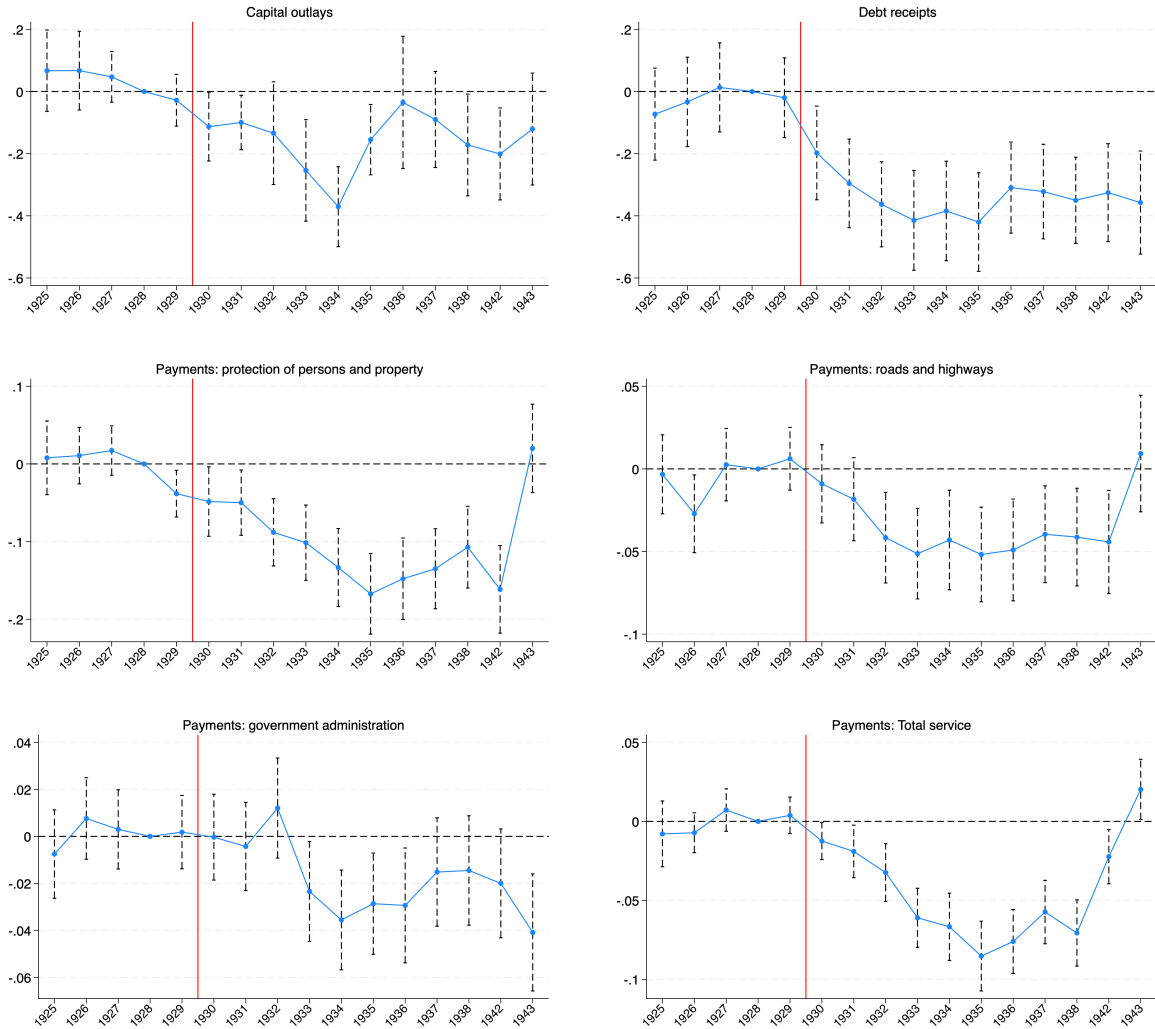 Capital outlays
.2
0
-.2
-.4
-.6
1925 1926 1927 1928 1929 1930 1931 1932 1933 1934 1935 1936 1937 1938 1942 1943
Debt receipts
.2
0
-.2
-.4
-.6
1925 1926 1927 1928 1929 1930 1931 1932 1933 1934 1935 1936 1937 1938 1942 1943
Payments: protection of persons and property
.1
0
-.1
-.2
1925 1926 1927 1928 1929 1930 1931 1932 1933 1934 1935 1936 1937 1938 1942 1943
Payments: roads and highways
.05
0
-.05
-.1
1925 1926 1927 1928 1929 1930 1931 1932 1933 1934 1935 1936 1937 1938 1942 1943
Payments: government administration
.04
.02
0
-.02
-.04
-.06
1925 1926 1927 1928 1929 1930 1931 1932 1933 1934 1935 1936 1937 1938 1942 1943
Payments: Total service
.05
0
-.05
-.1
1925 1926 1927 1928 1929 1930 1931 1932 1933 1934 1935 1936 1937 1938 1942 1943